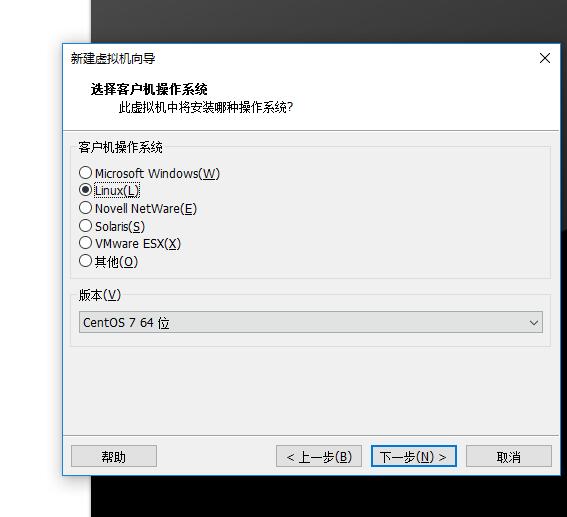 新建虚拟机向导
选择客户机操作系统
此虚拟机中将安装哪种操作系统?
客户机操作系统
Microsoft Windows(W)
Linux(L)
Novell NetWare(E)
Solaris(S)
VMware ESX(X)
其他(O)
版本(V)
CentOS 7 64 位
帮助
< 上一步(B)
下一步(N) >
取消